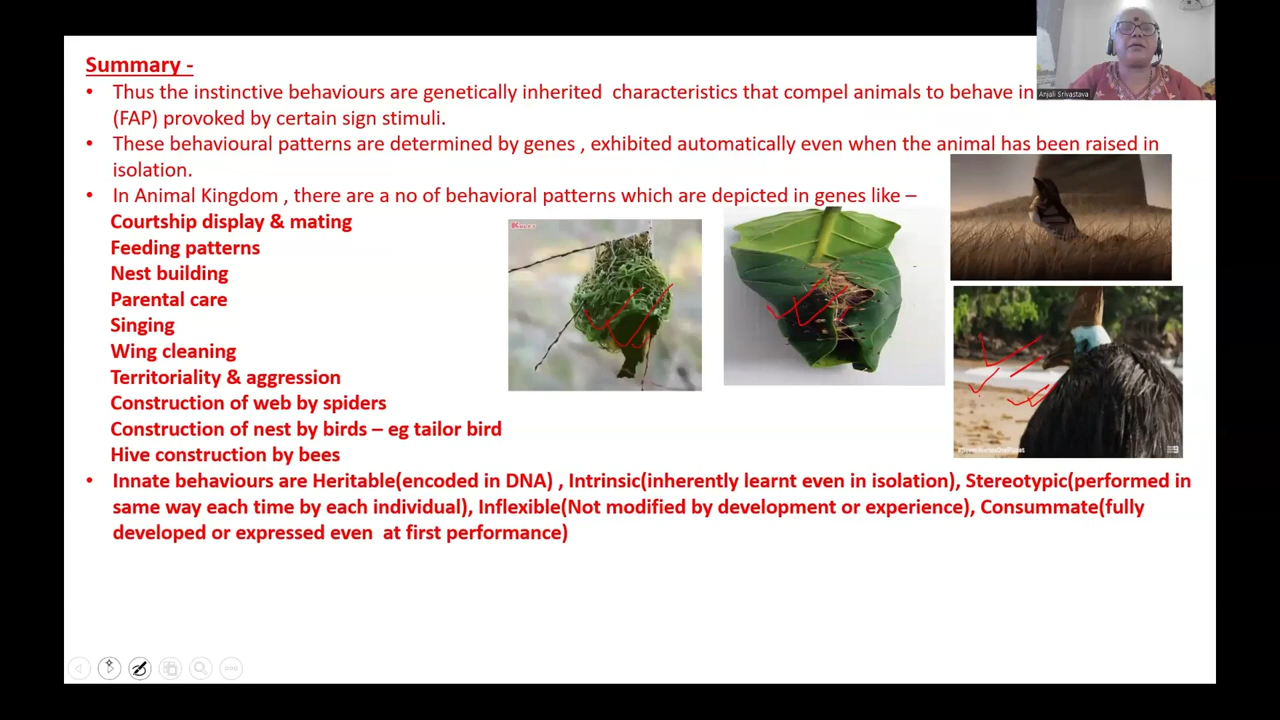 Summary -
• Thus the instinctive behaviours are genetically inherited characteristics that compel animals to behave in
(FAP) provoked by certain sign stimuli.
• These behavioural patterns are determined by genes , exhibited automatically even when the animal has been raised in
isolation.
• In Animal Kingdom , there are a no of behavioral patterns which are depicted in genes like –
Courtship display & mating
Feeding patterns
Nest building
Parental care
Singing
Wing cleaning
Territoriality & aggression
Construction of web by spiders
Construction of nest by birds – eg tailor bird
Hive construction by bees
• Innate behaviours are Heritable(encoded in DNA) , Intrinsic(inherently learnt even in isolation), Stereotypic(performed in
same way each time by each individual), Inflexible(Not modified by development or experience), Consummate(fully
developed or expressed even at first performance)
Anjali Srivastava